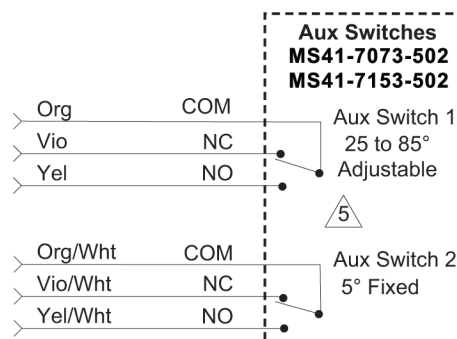 Aux Switches
MS41-7073-502
MS41-7153-502
Org COM
Vio NC
Yel NO
Aux Switch 1
25 to 85°
Adjustable
5
Org/Wht COM
Vio/Wht NC
Yel/Wht NO
Aux Switch 2
5° Fixed